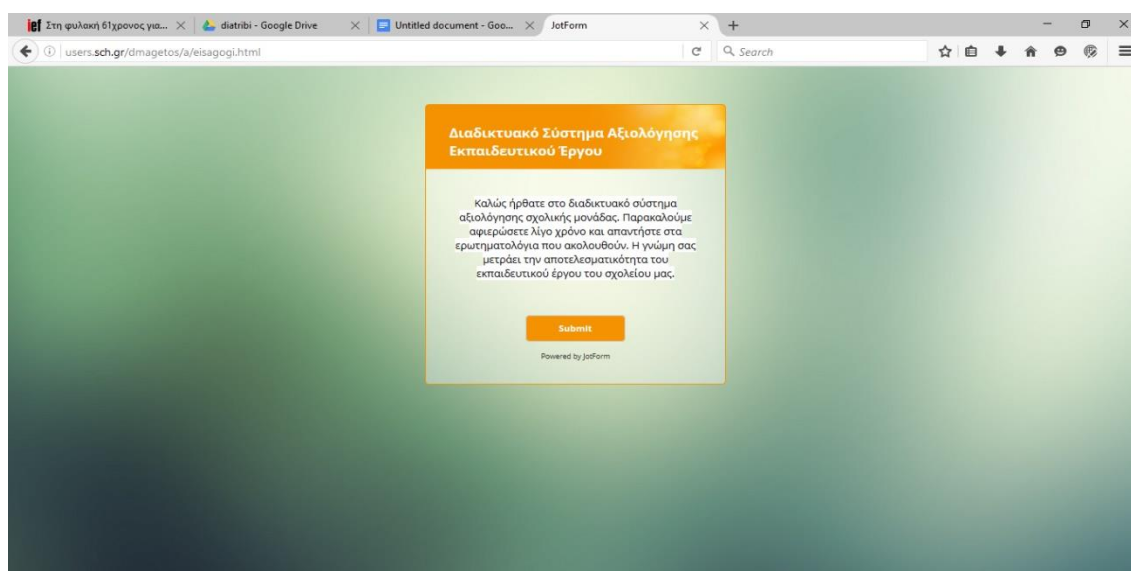 ief Στη φυλακή 61χρονος για...
diatribi - Google Drive
Untitled document - Goo...
JotForm
users.sch.gr/dmagetos/a/eisagogi.html
Search
Διαδικτυακό Σύστημα Αξιολόγησης
Εκπαιδευτικού Έργου
Καλώς ήρθατε στο διαδικτυακό σύστημα
αξιολόγησης σχολικής μονάδας. Παρακαλούμε
αφιερώσετε λίγο χρόνο και απαντήστε στα
ερωτηματολόγια που ακολουθούν. Η γνώμη σας
μετράει την αποτελεσματικότητα του
εκπαιδευτικού έργου του σχολείου μας.
Submit
Powered by JotForm